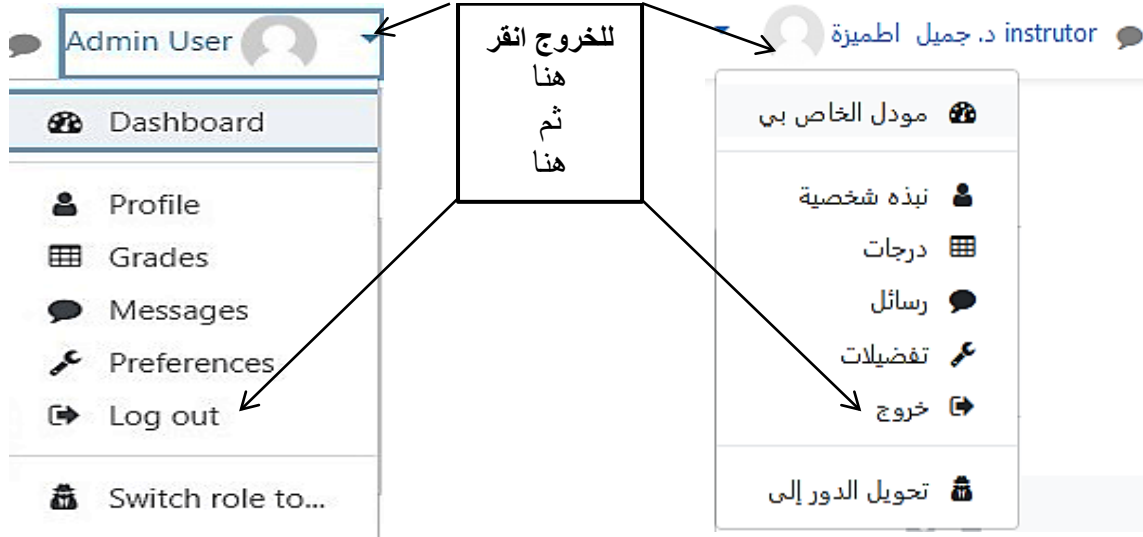 Admin User
Dashboard
Profile
Grades
Messages
Preferences
Log out
Switch role to...
للخروج انقر
هنا
ثم
هنا
instrutor د. جميل اطميزة
مودل الخاص بي
نبذه شخصية
درجات
رسائل
تفضيلات
خروج
تحويل الدور إلى